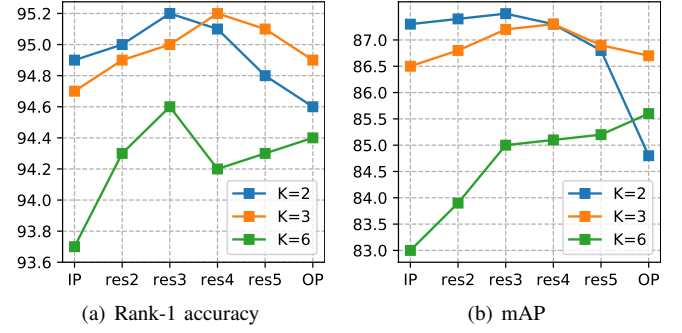 95.2
95.0
94.8
94.6
94.4
94.2
94.0
93.8
93.6
IP res2 res3 res4 res5 OP
K=2
K=3
K=6
(a) Rank-1 accuracy
87.0
86.5
86.0
85.5
85.0
84.5
84.0
83.5
83.0
IP res2 res3 res4 res5 OP
K=2
K=3
K=6
(b) mAP